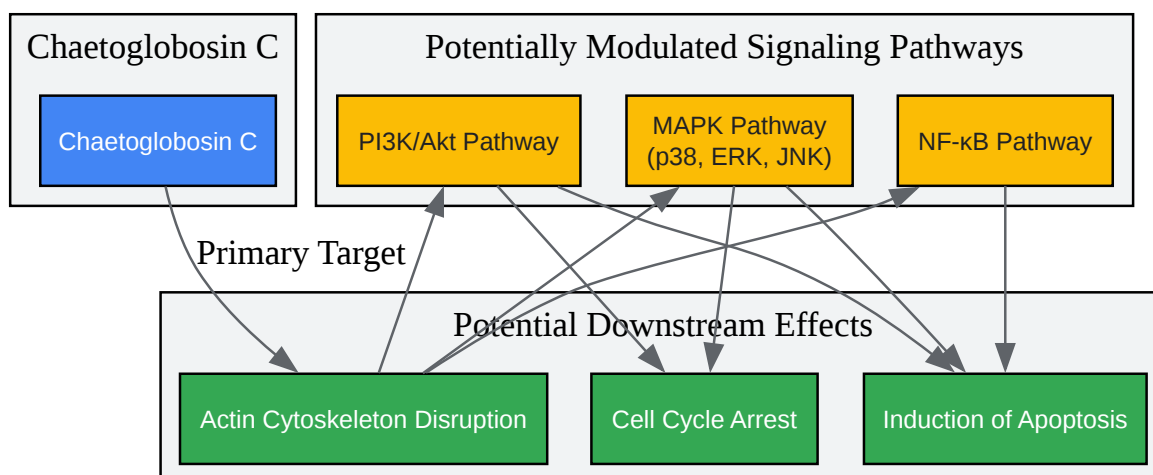 Chaetoglobosin C
Potentially Modulated Signaling Pathways
Chaetoglobosin C
PI3K/Akt Pathway
MAPK Pathway
(p38, ERK, JNK)
NF-κB Pathway
Primary Target
Potential Downstream Effects
Actin Cytoskeleton Disruption
Cell Cycle Arrest
Induction of Apoptosis